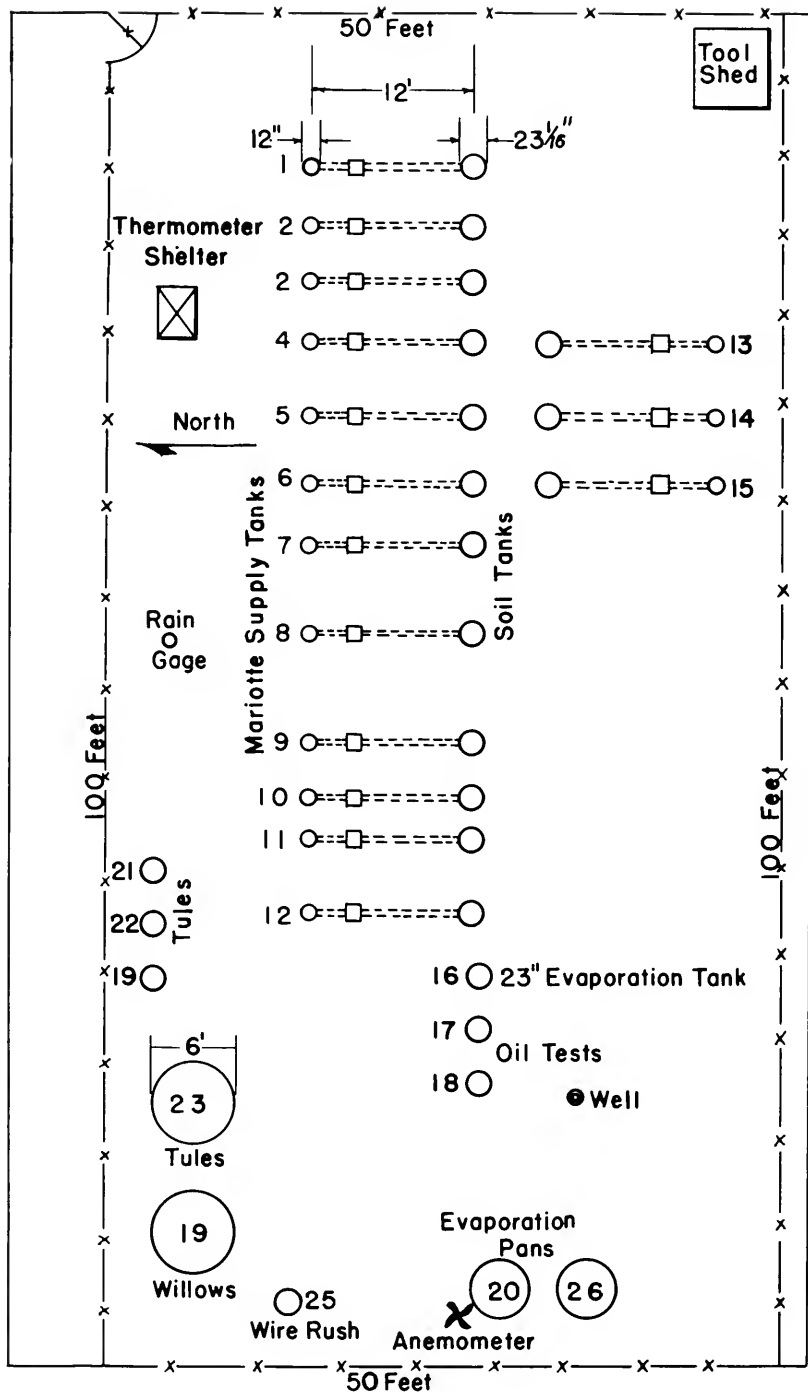 50 Feet
Tool
Shed
12'
12"
23 1/16"
1
Thermometer
Shelter
2
2
4
13
North
5
14
6
15
Mariotte Supply Tanks
Soil Tanks
7
Rain
Gage
8
100 Feet
9
10
100 Feet
11
21
Tules
22
12
19
16
23" Evaporation Tank
17
Oil Tests
18
Well
6'
23
Tules
19
Willows
Evaporation
Pans
20
26
25
Wire Rush
Anemometer
50 Feet